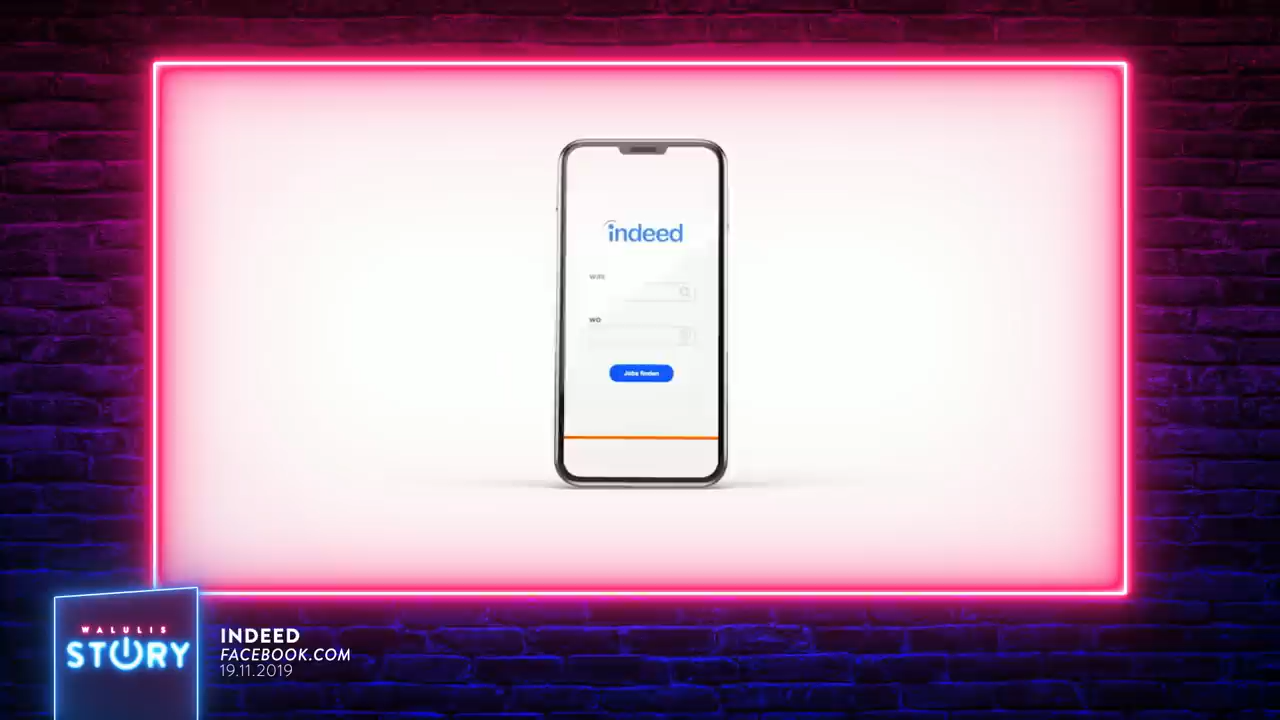 indeed
was
wo
Jobs finden
WALULIS
STORY
INDEED
FACEBOOK.COM
19.11.2019